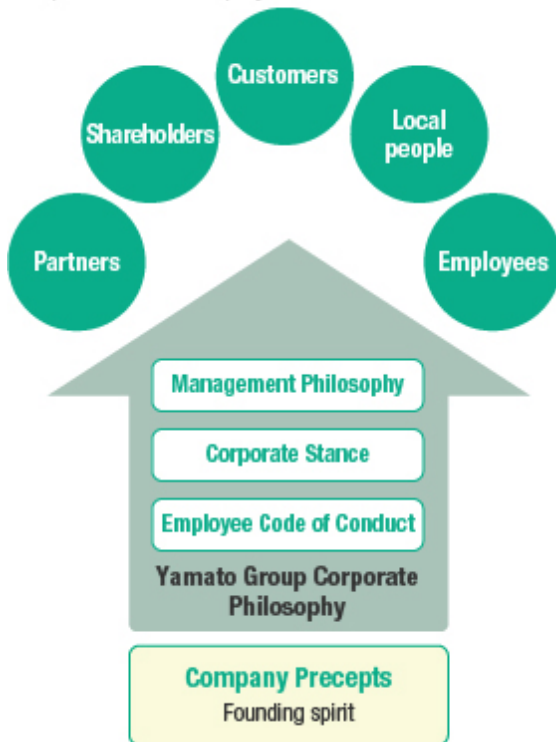 Customers
Shareholders
Local
people
Partners
Employees
Management Philosophy
Corporate Stance
Employee Code of Conduct
Yamato Group Corporate
Philosophy
Company Precepts
Founding spirit